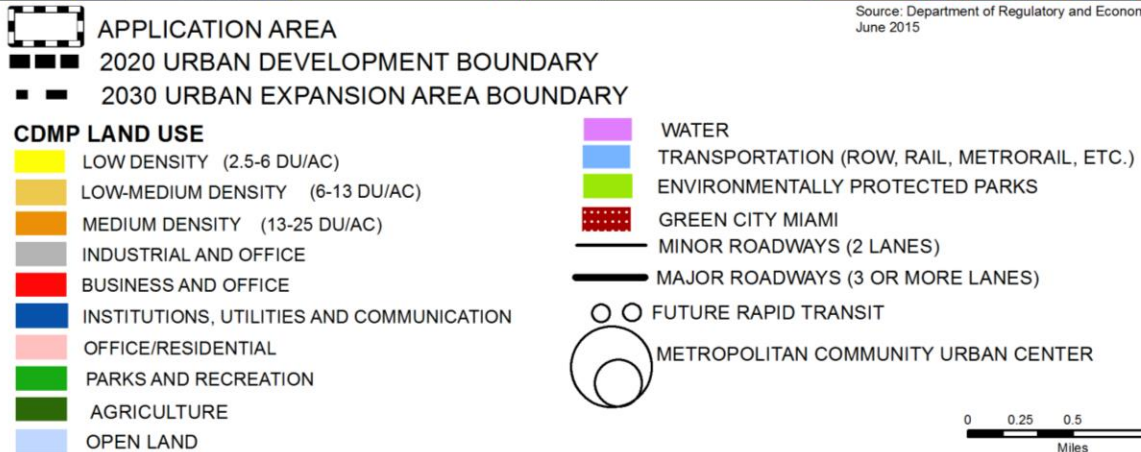 Source: Department of Regulatory and Econom
June 2015
APPLICATION AREA
2020 URBAN DEVELOPMENT BOUNDARY
2030 URBAN EXPANSION AREA BOUNDARY
CDMP LAND USE
LOW DENSITY (2.5-6 DU/AC)
LOW-MEDIUM DENSITY (6-13 DU/AC)
MEDIUM DENSITY (13-25 DU/AC)
INDUSTRIAL AND OFFICE
BUSINESS AND OFFICE
INSTITUTIONS, UTILITIES AND COMMUNICATION
OFFICE/RESIDENTIAL
PARKS AND RECREATION
AGRICULTURE
OPEN LAND
WATER
TRANSPORTATION (ROW, RAIL, METRORAIL, ETC.)
ENVIRONMENTALLY PROTECTED PARKS
GREEN CITY MIAMI
MINOR ROADWAYS (2 LANES)
MAJOR ROADWAYS (3 OR MORE LANES)
FUTURE RAPID TRANSIT
METROPOLITAN COMMUNITY URBAN CENTER
0 0.25 0.5
Miles